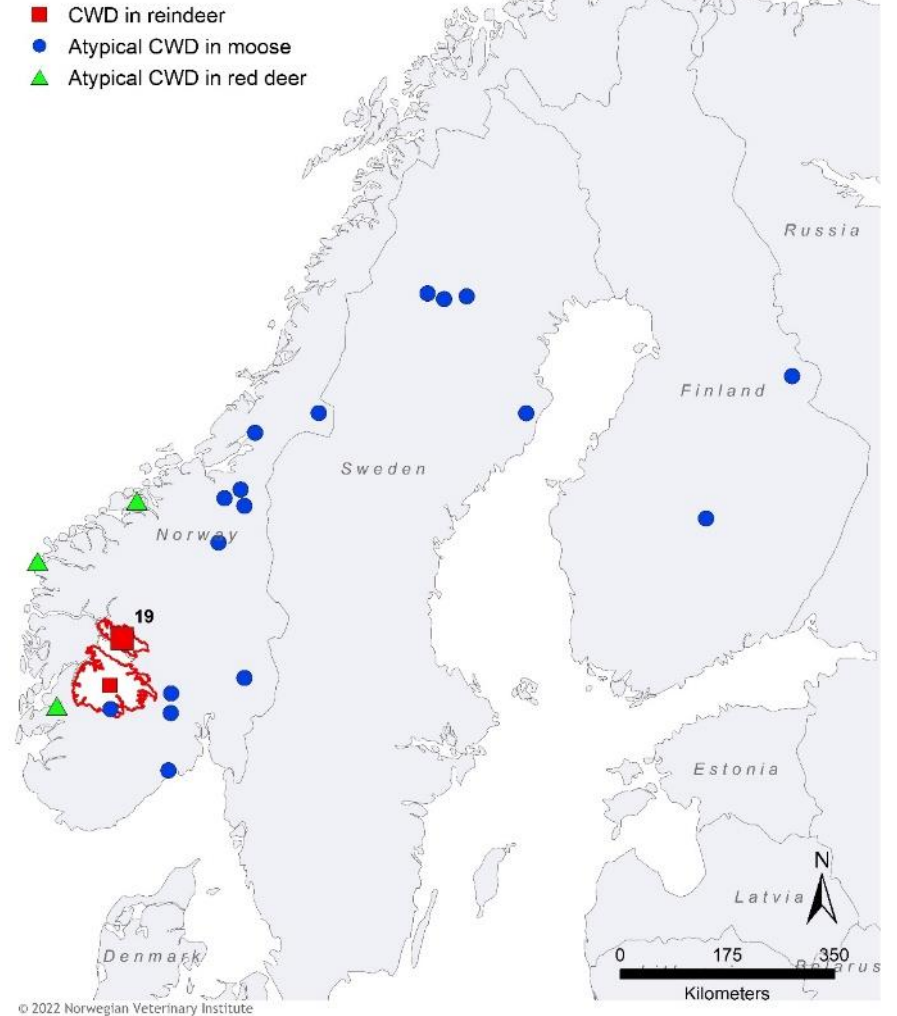 CWD in reindeer
Atypical CWD in moose
Atypical CWD in red deer
Russia
Finland
Sweden
Norway
19
Estonia
N
Latvia
Denmark
0 175 350
Belarus
Kilometers
© 2022 Norwegian Veterinary Institute